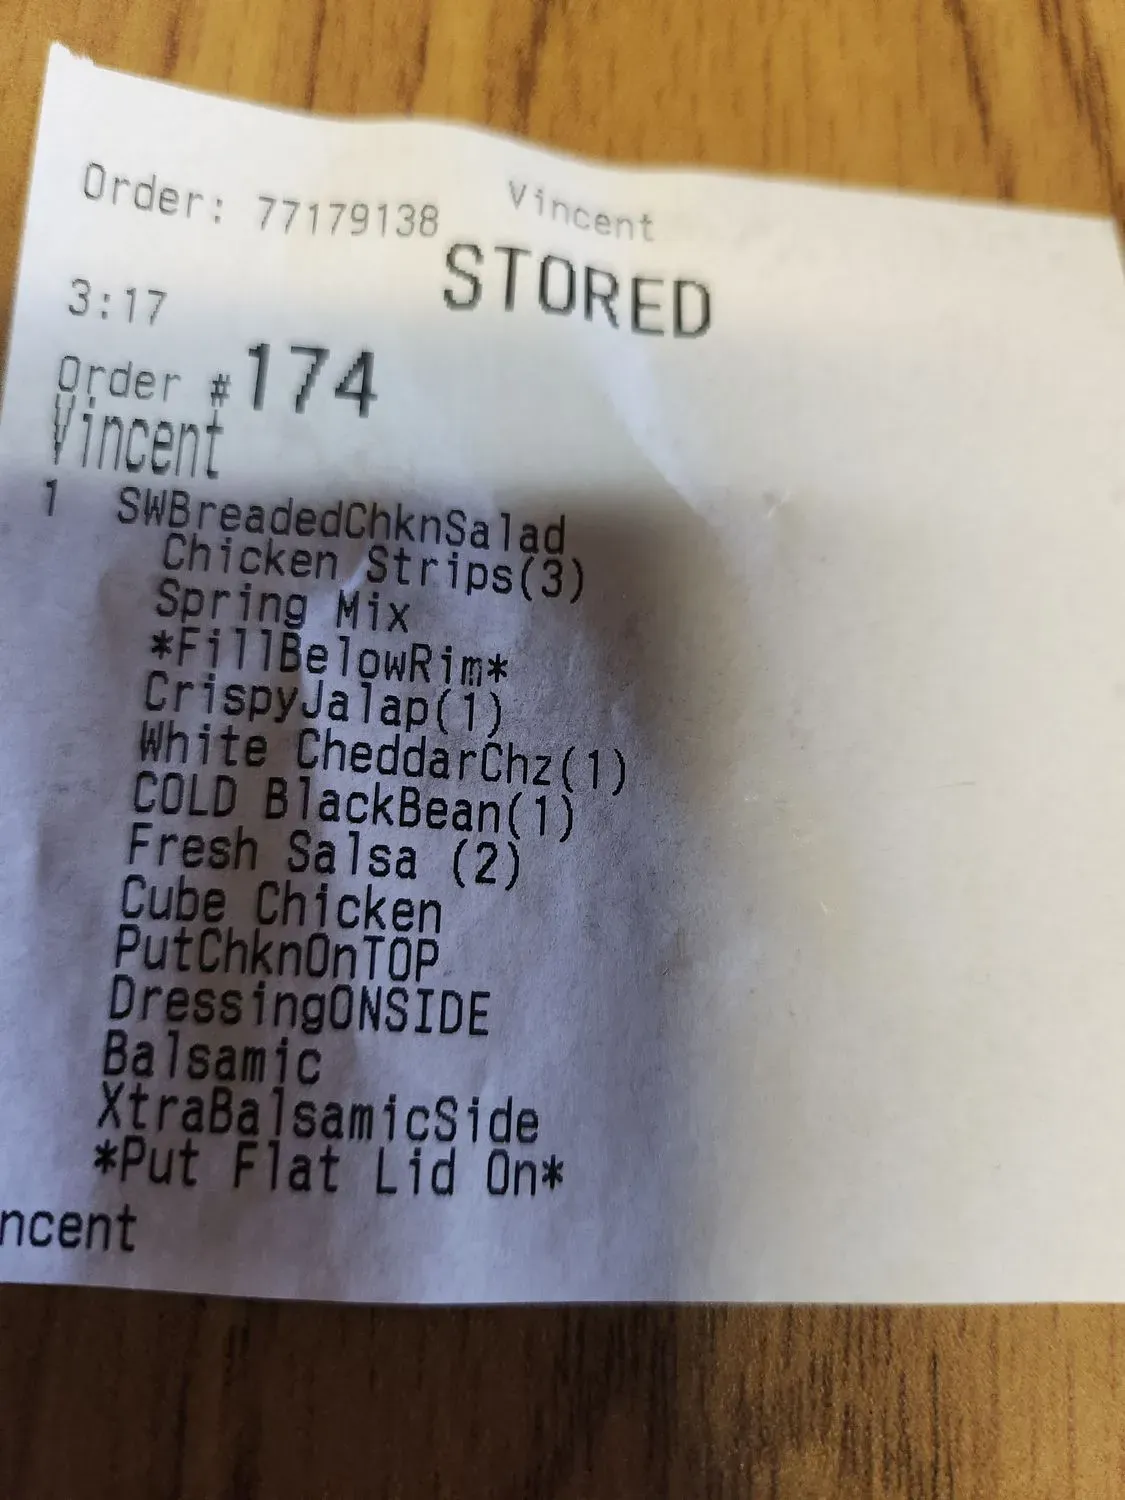 Order: 77179138 Vincent
STORED
3:17
Order #174
Vincent
1 SWBreadedChknSalad
Chicken Strips(3)
Spring Mix
*FillBelowRim*
CrispyJalap(1)
White CheddarChz(1)
COLD BlackBean(1)
Fresh Salsa (2)
Cube Chicken
PutChknOnTOP
DressingONSIDE
Balsamic
XtraBalsamicSide
*Put Flat Lid On*
ncent